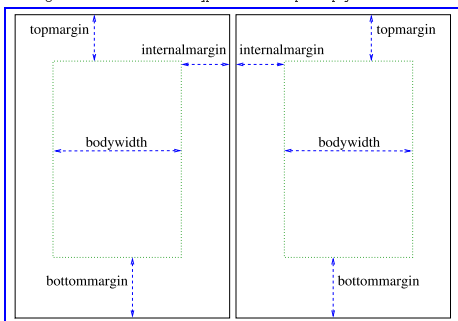 topmargin topmargin
internalmargin internalmargin
bodywidth bodywidth
bottommargin bottommargin